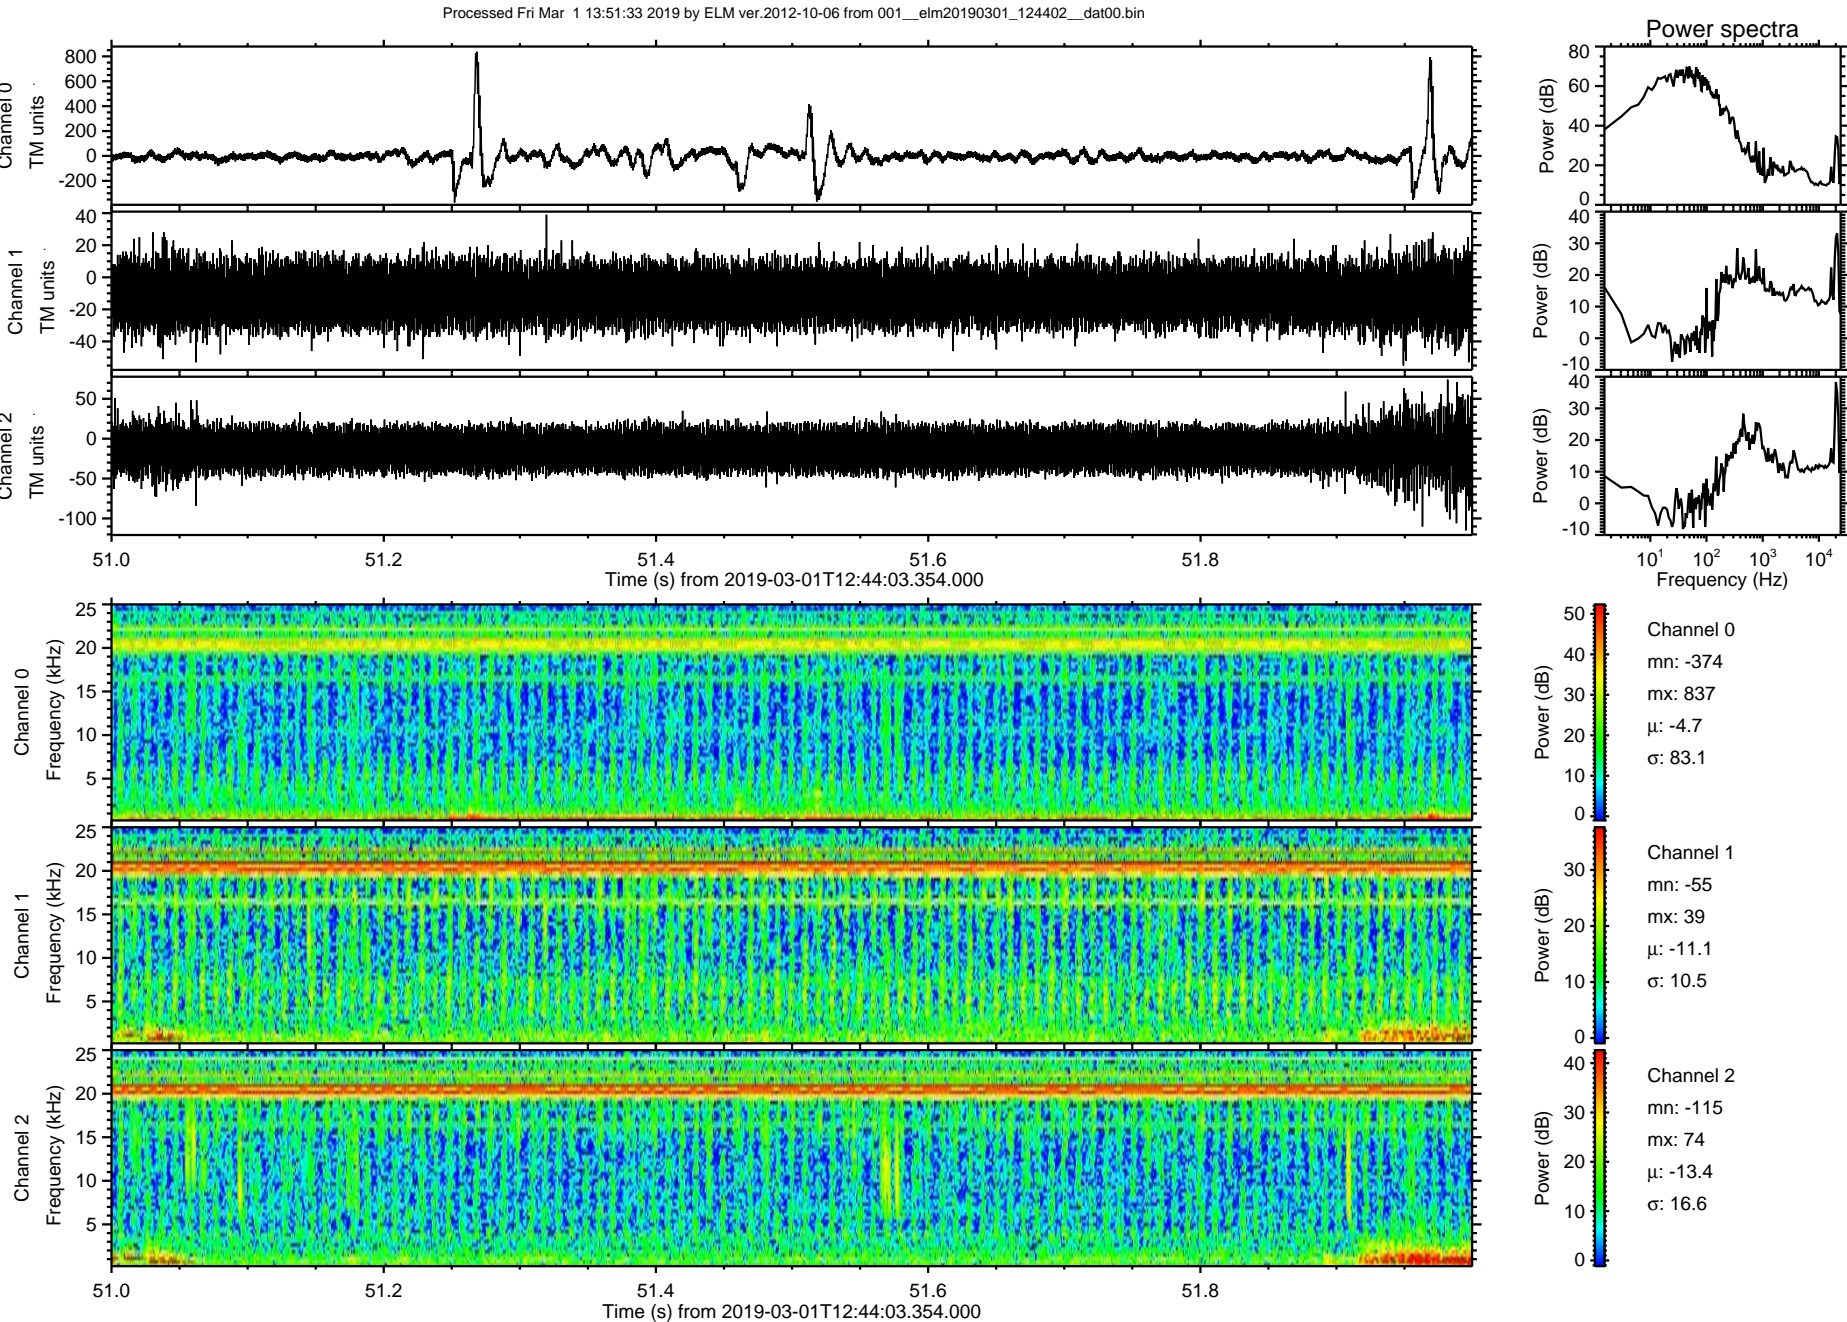 Processed Fri Mar 1 13:51:33 2019 by ELM ver.2012-10-06 from 001__elm20190301_124402__dat00.bin
Power spectra
Channel 0
TM units
800
600
400
200
0
-200
Power (dB)
80
60
40
20
0
Channel 1
TM units
40
20
0
-20
-40
Power (dB)
40
30
20
10
0
-10
Channel 2
TM units
50
0
-50
-100
Power (dB)
40
30
20
10
0
-10
51.0 51.2 51.4 51.6 51.8
Time (s) from 2019-03-01T12:44:03.354.000
10¹ 10² 10³ 10⁴
Frequency (Hz)
Channel 0
Frequency (kHz)
25
20
15
10
5
Power (dB)
50
40
30
20
10
0
Channel 0
mn: -374
mx: 837
μ: -4.7
σ: 83.1
Channel 1
Frequency (kHz)
25
20
15
10
5
Power (dB)
30
20
10
0
Channel 1
mn: -55
mx: 39
μ: -11.1
σ: 10.5
Channel 2
Frequency (kHz)
25
20
15
10
5
Power (dB)
40
30
20
10
0
Channel 2
mn: -115
mx: 74
μ: -13.4
σ: 16.6
51.0 51.2 51.4 51.6 51.8
Time (s) from 2019-03-01T12:44:03.354.000